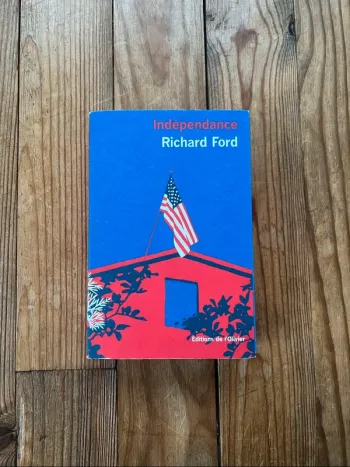 Indépendance
Richard Ford
Éditions de l'Olivier